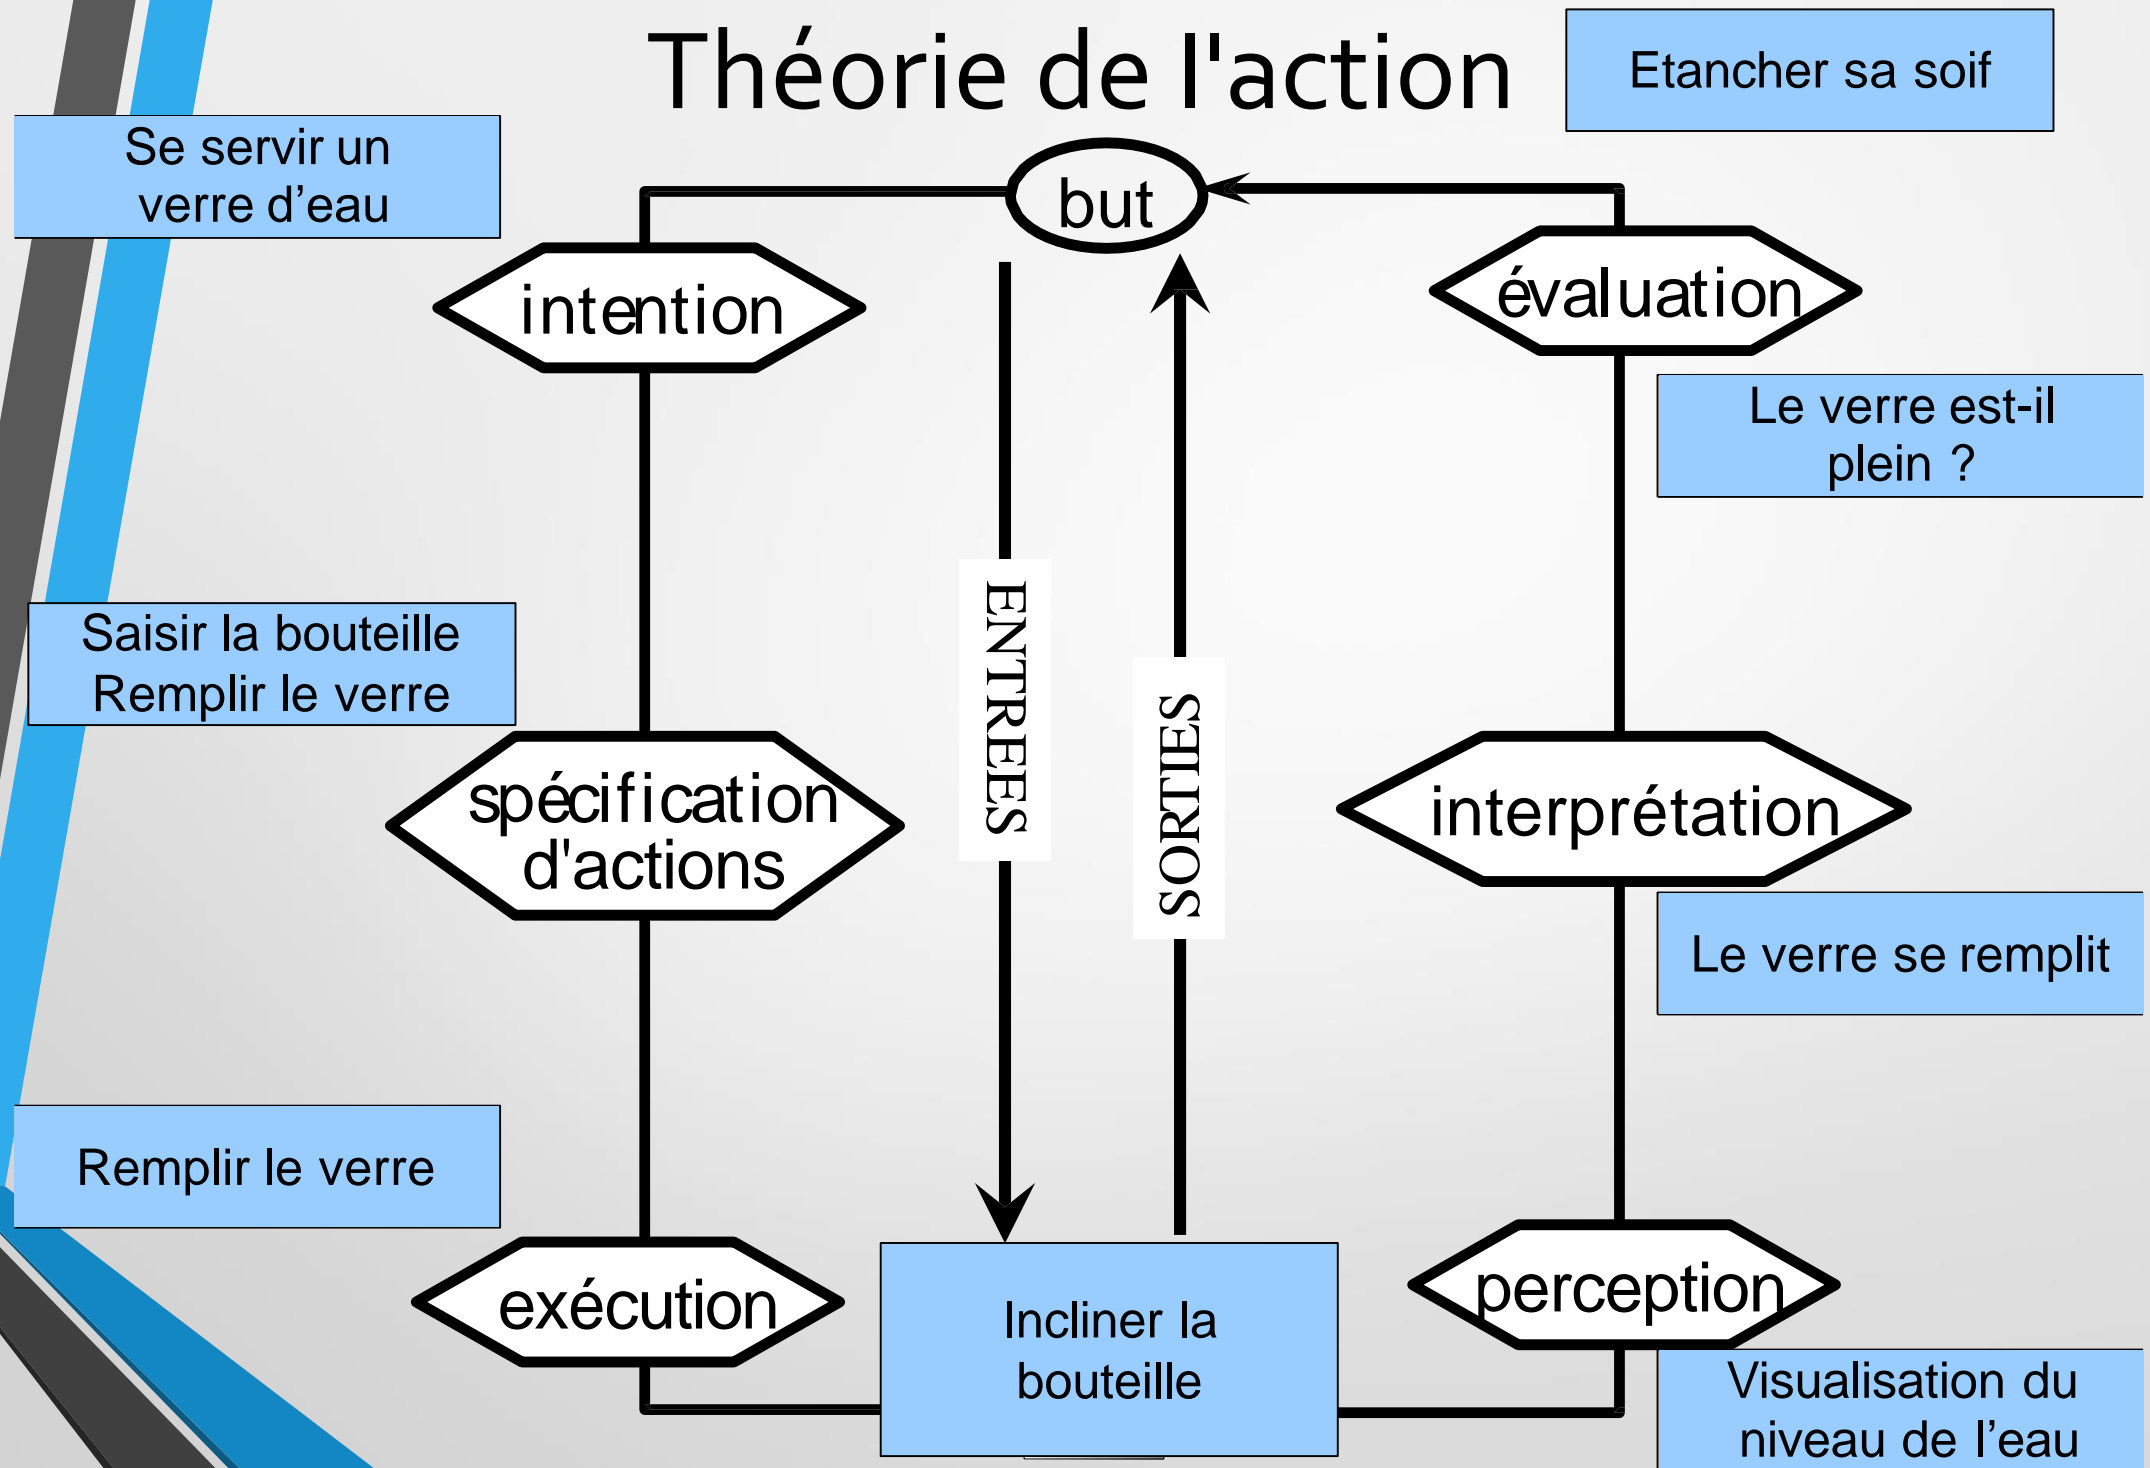 Théorie de l'action
Etancher sa soif
Se servir un
verre d’eau
but
intention
évaluation
Le verre est-il
plein ?
Saisir la bouteille
Remplir le verre
ENTREES
SORTIES
spécification
d'actions
interprétation
Le verre se remplit
Remplir le verre
exécution
Incliner la
bouteille
perception
Visualisation du
niveau de l’eau